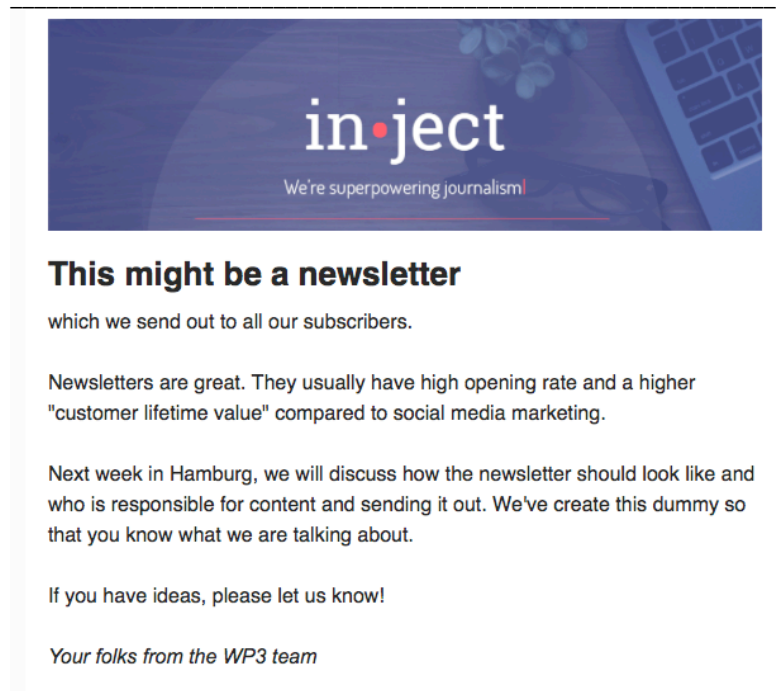 in•ject
We're superpowering journalism
This might be a newsletter
which we send out to all our subscribers.
Newsletters are great. They usually have high opening rate and a higher
"customer lifetime value" compared to social media marketing.
Next week in Hamburg, we will discuss how the newsletter should look like and
who is responsible for content and sending it out. We've create this dummy so
that you know what we are talking about.
If you have ideas, please let us know!
Your folks from the WP3 team